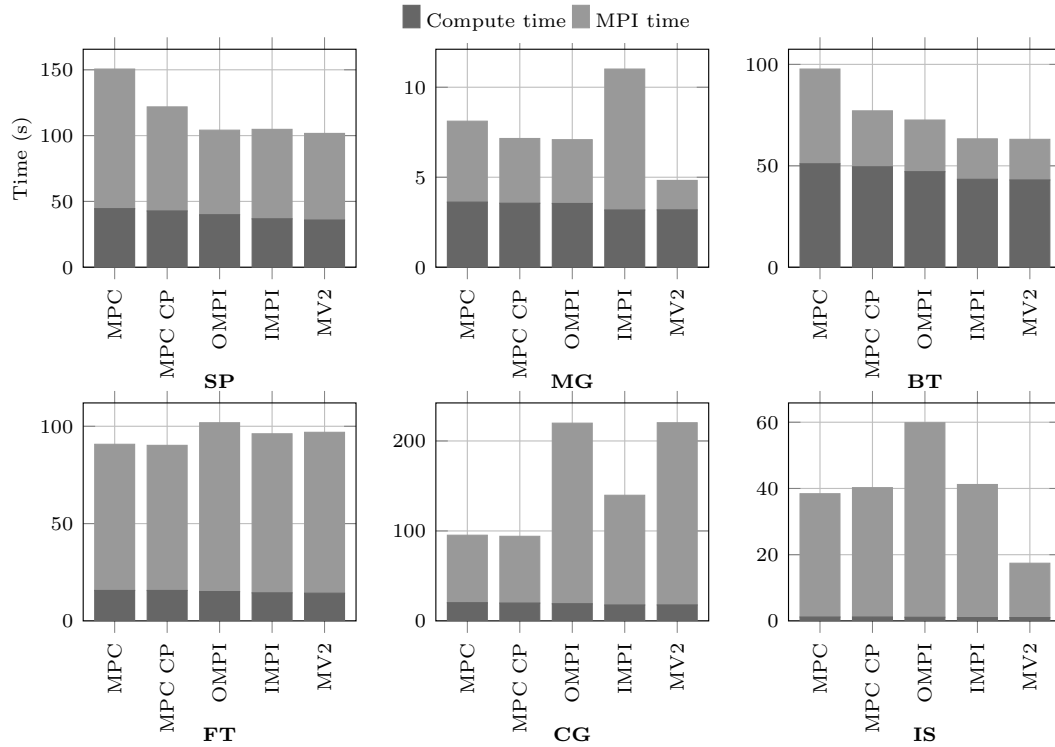 Compute time MPI time
Time (s)
150
100
50
0
MPC
MPC CP
OMPI
IMPI
MV2
SP
10
5
0
MPC
MPC CP
OMPI
IMPI
MV2
MG
100
50
0
MPC
MPC CP
OMPI
IMPI
MV2
BT
100
50
0
MPC
MPC CP
OMPI
IMPI
MV2
FT
200
100
0
MPC
MPC CP
OMPI
IMPI
MV2
CG
60
40
20
0
MPC
MPC CP
OMPI
IMPI
MV2
IS